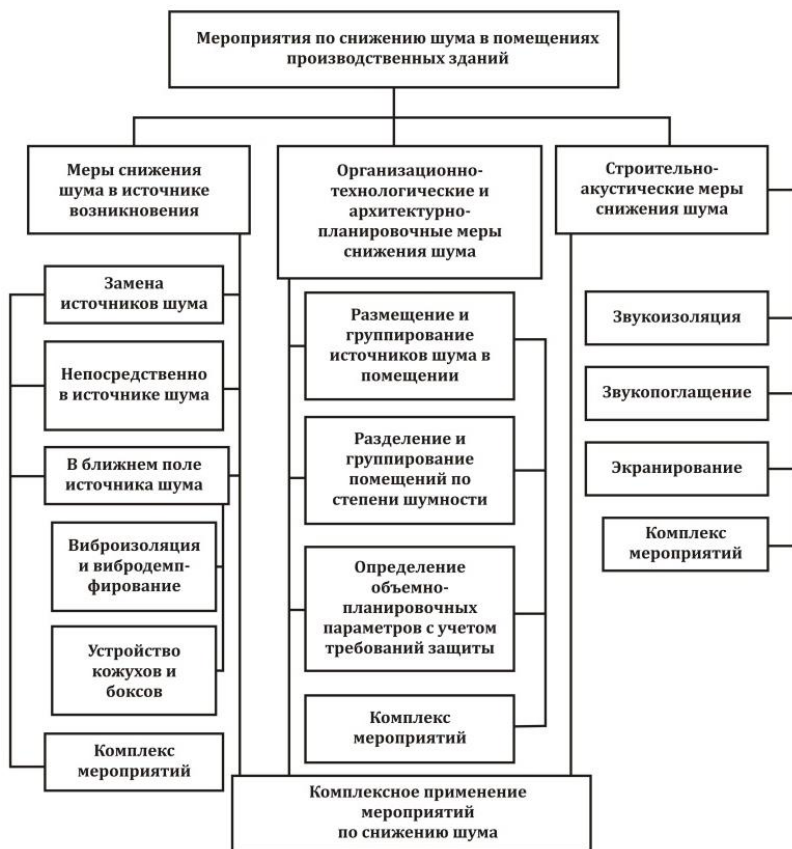 Мероприятия по снижению шума в помещениях
производственных зданий
Меры снижения
шума в источнике
возникновения
Организационно-
технологические и
архитектурно-
планировочные меры
снижения шума
Строительно-
акустические меры
снижения шума
Замена
источников шума
Непосредственно
в источнике шума
В ближнем поле
источника шума
Виброизоляция
и вибродемп-
фирование
Устройство
кожухов и
боксов
Комплекс
мероприятий
Размещение и
группирование
источников шума в
помещении
Разделение и
группирование
помещений по
степени шумности
Определение
объемно-
планировочных
параметров с учетом
требований защиты
Комплекс
мероприятий
Звукоизоляция
Звукопоглащение
Экранирование
Комплекс
мероприятий
Комплексное применение
мероприятий
по снижению шума